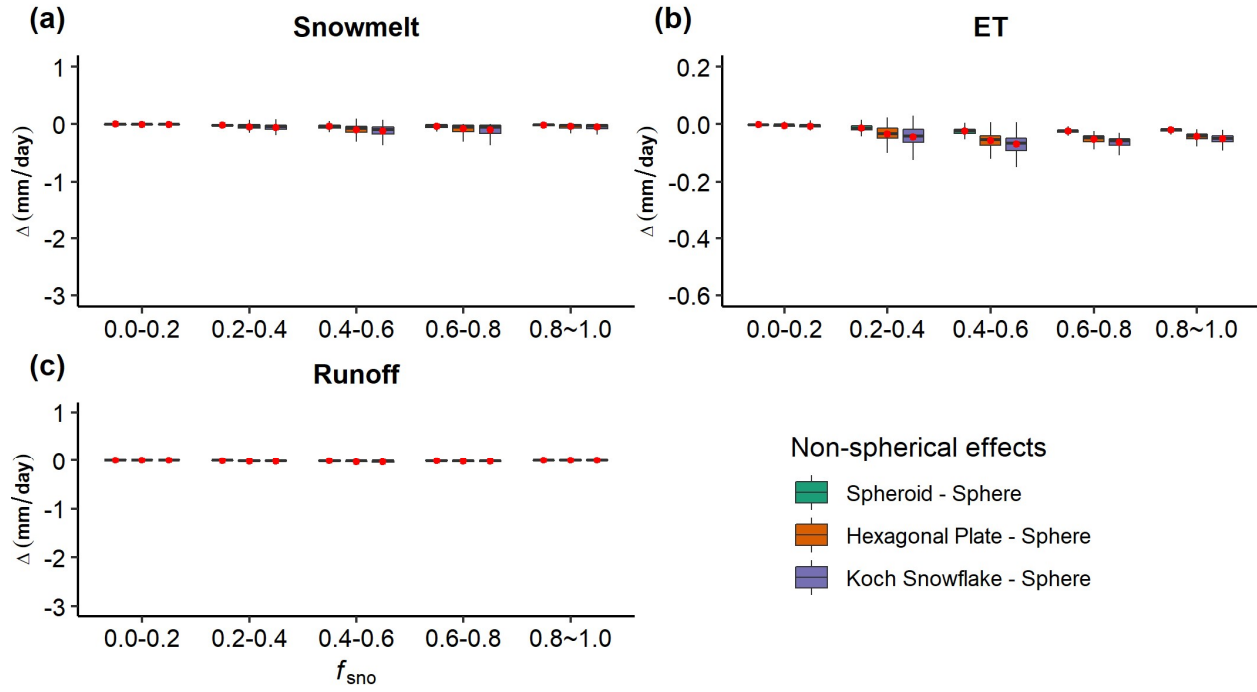 (a)
Snowmelt
1
0
-1
-2
-3
Δ (mm/day)
0.0-0.2 0.2-0.4 0.4-0.6 0.6-0.8 0.8~1.0
(b)
ET
0.2
0.0
-0.2
-0.4
-0.6
Δ (mm/day)
0.0-0.2 0.2-0.4 0.4-0.6 0.6-0.8 0.8~1.0
(c)
Runoff
1
0
-1
-2
-3
Δ (mm/day)
0.0-0.2 0.2-0.4 0.4-0.6 0.6-0.8 0.8~1.0
fsno
Non-spherical effects
Spheroid - Sphere
Hexagonal Plate - Sphere
Koch Snowflake - Sphere